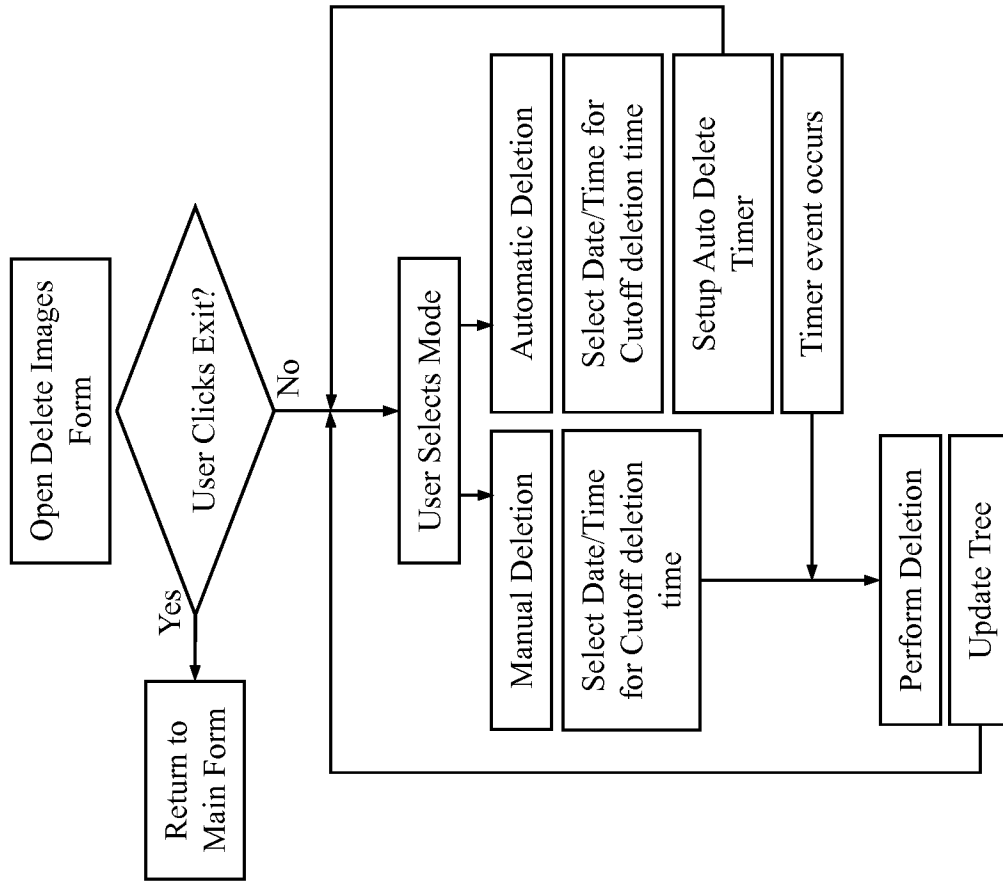 Open Delete Images
Form
User Clicks Exit?
Yes
No
Return to
Main Form
User Selects Mode
Manual Deletion
Select Date/Time
for Cutoff deletion
time
Automatic Deletion
Select Date/Time for
Cutoff deletion time
Setup Auto Delete
Timer
Timer event occurs
Perform Deletion
Update Tree